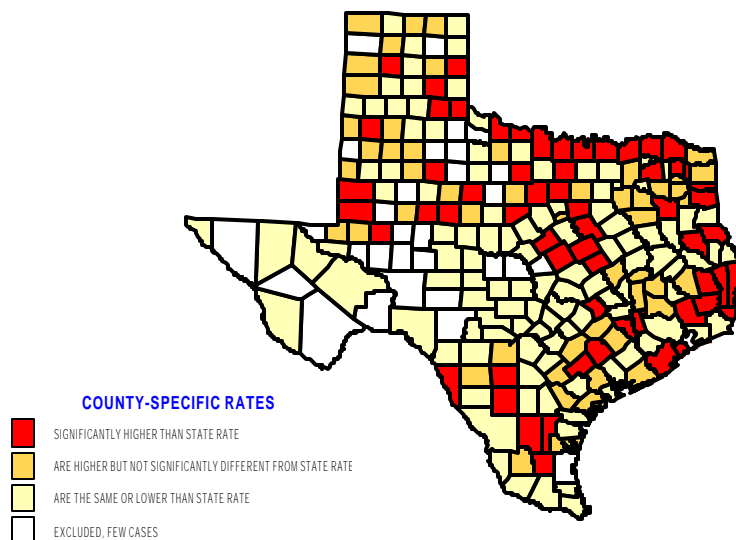 COUNTY-SPECIFIC RATES
SIGNIFICANTLY HIGHER THAN STATE RATE
ARE HIGHER BUT NOT SIGNIFICANTLY DIFFERENT FROM STATE RATE
ARE THE SAME OR LOWER THAN STATE RATE
EXCLUDED, FEW CASES